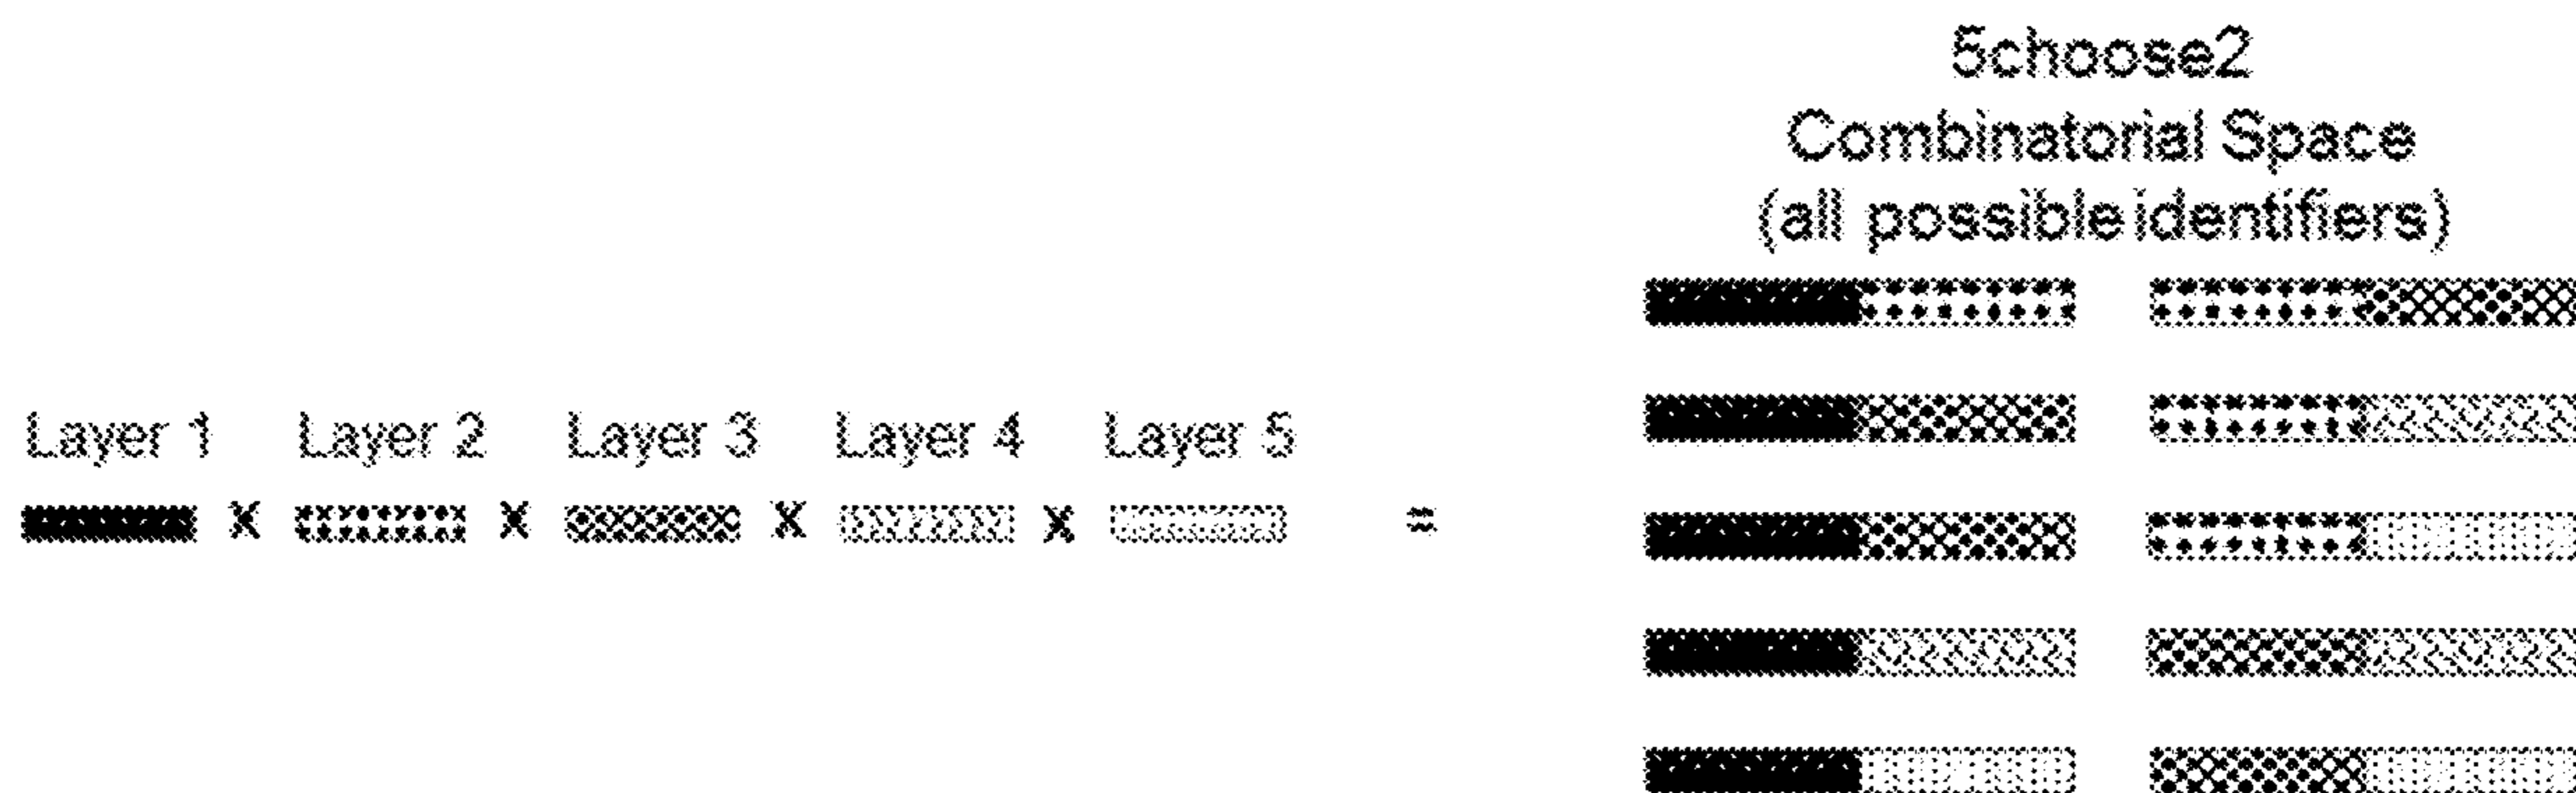 5choose2
Combinatorial Space
(all possible identifiers)
Layer 1 Layer 2 Layer 3 Layer 4 Layer 5
x x x x =